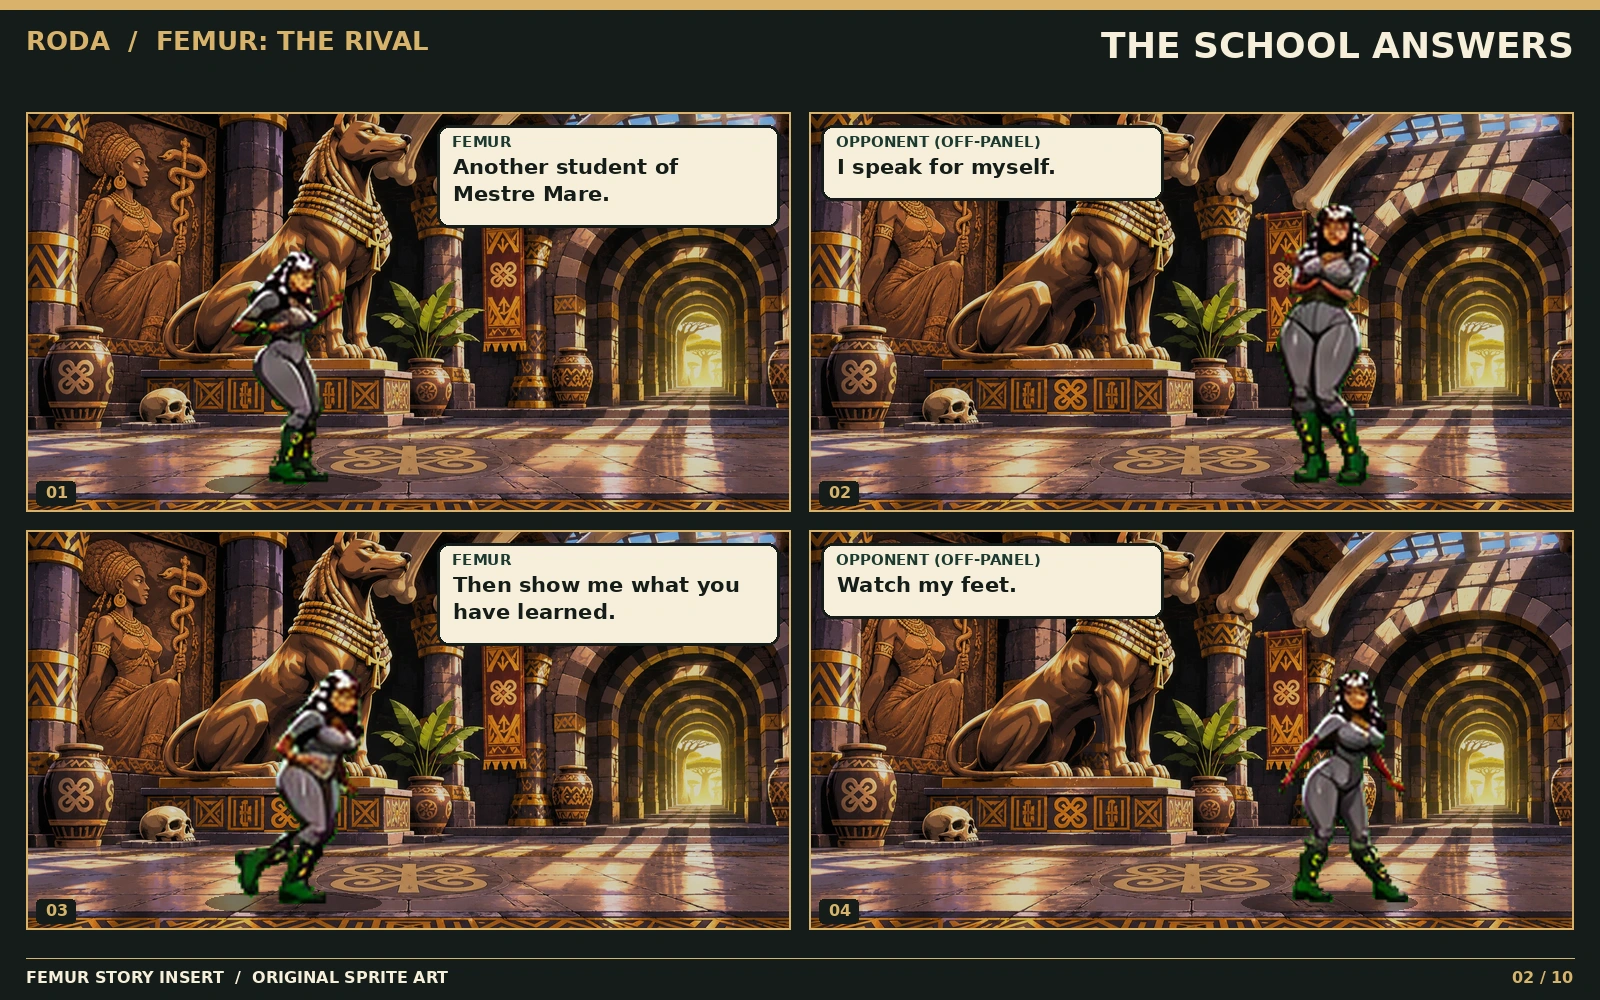 RODA / FEMUR: THE RIVAL
THE SCHOOL ANSWERS
FEMUR
Another student of
Mestre Mare.
01
OPPONENT (OFF-PANEL)
I speak for myself.
02
FEMUR
Then show me what you
have learned.
03
OPPONENT (OFF-PANEL)
Watch my feet.
04
FEMUR STORY INSERT / ORIGINAL SPRITE ART
02 / 10